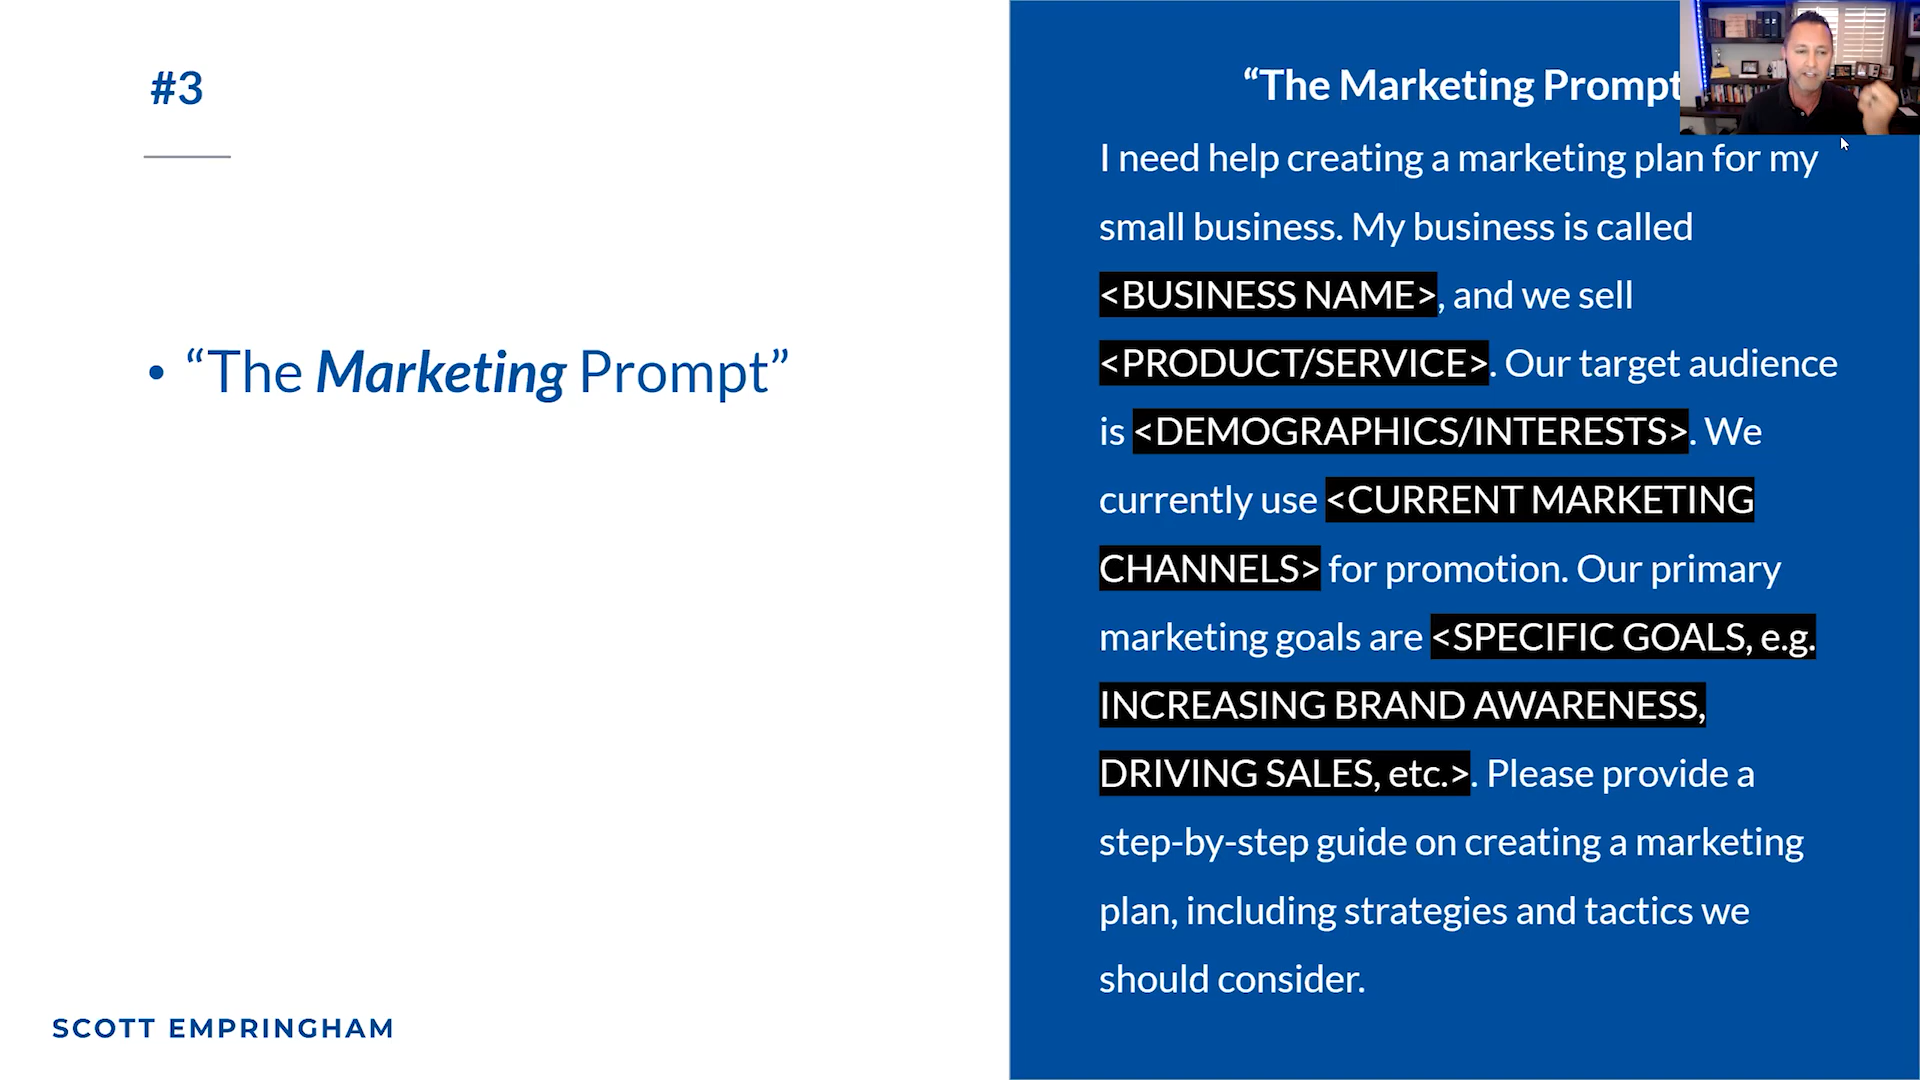 #3
• “The Marketing Prompt”
SCOTT EMPRINGHAM
“The Marketing Prompt
I need help creating a marketing plan for my
small business. My business is called
<BUSINESS NAME>, and we sell
<PRODUCT/SERVICE>. Our target audience
is <DEMOGRAPHICS/INTERESTS>. We
currently use <CURRENT MARKETING
CHANNELS> for promotion. Our primary
marketing goals are <SPECIFIC GOALS, e.g.
INCREASING BRAND AWARENESS,
DRIVING SALES, etc.>. Please provide a
step-by-step guide on creating a marketing
plan, including strategies and tactics we
should consider.